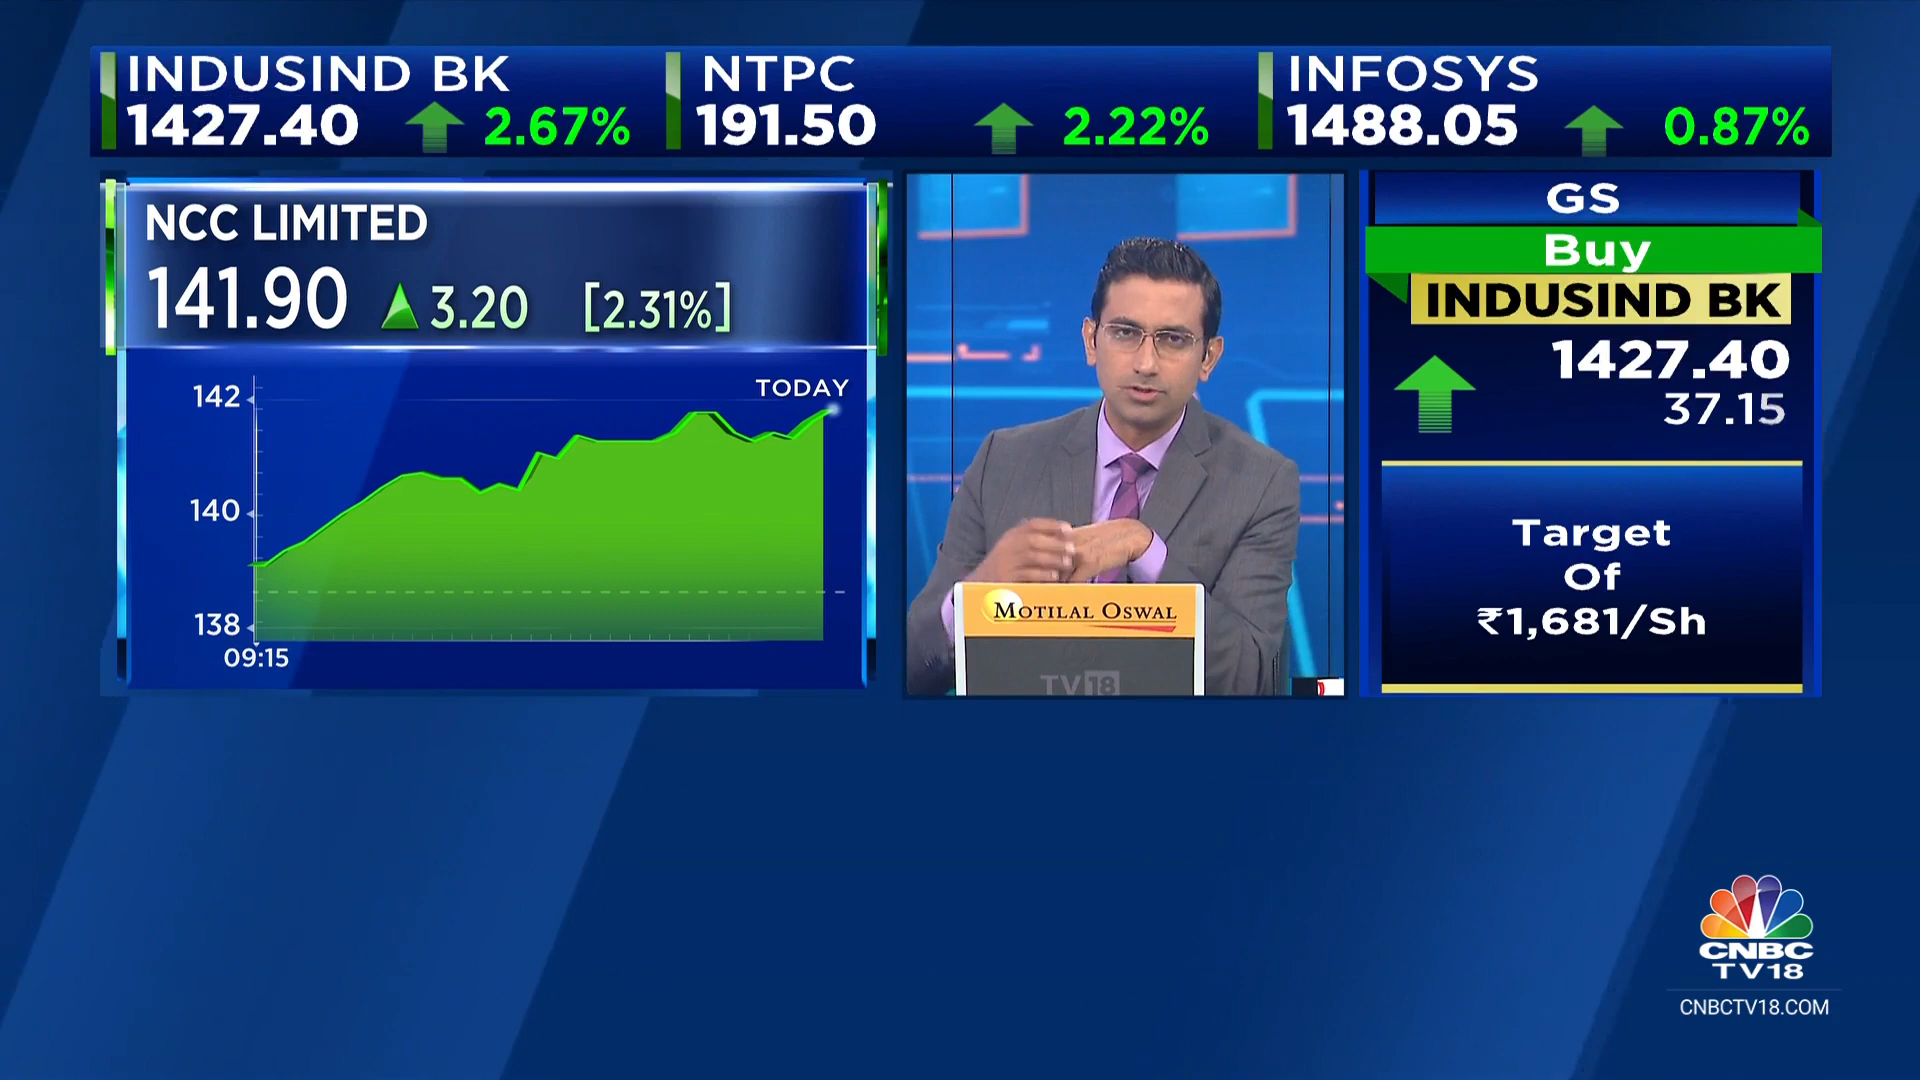 INDUSIND BK
1427.40 2.67%
NTPC
191.50 2.22%
INFOSYS
1488.05 0.87%
NCC LIMITED
141.90 3.20 [2.31%]
TODAY
142
140
138
09:15
MOTILAL OSWAL
TV18
GS
Buy
INDUSIND BK
1427.40
37.15
Target
Of
₹1,681/Sh
CNBC
TV18
CNBCTV18.COM